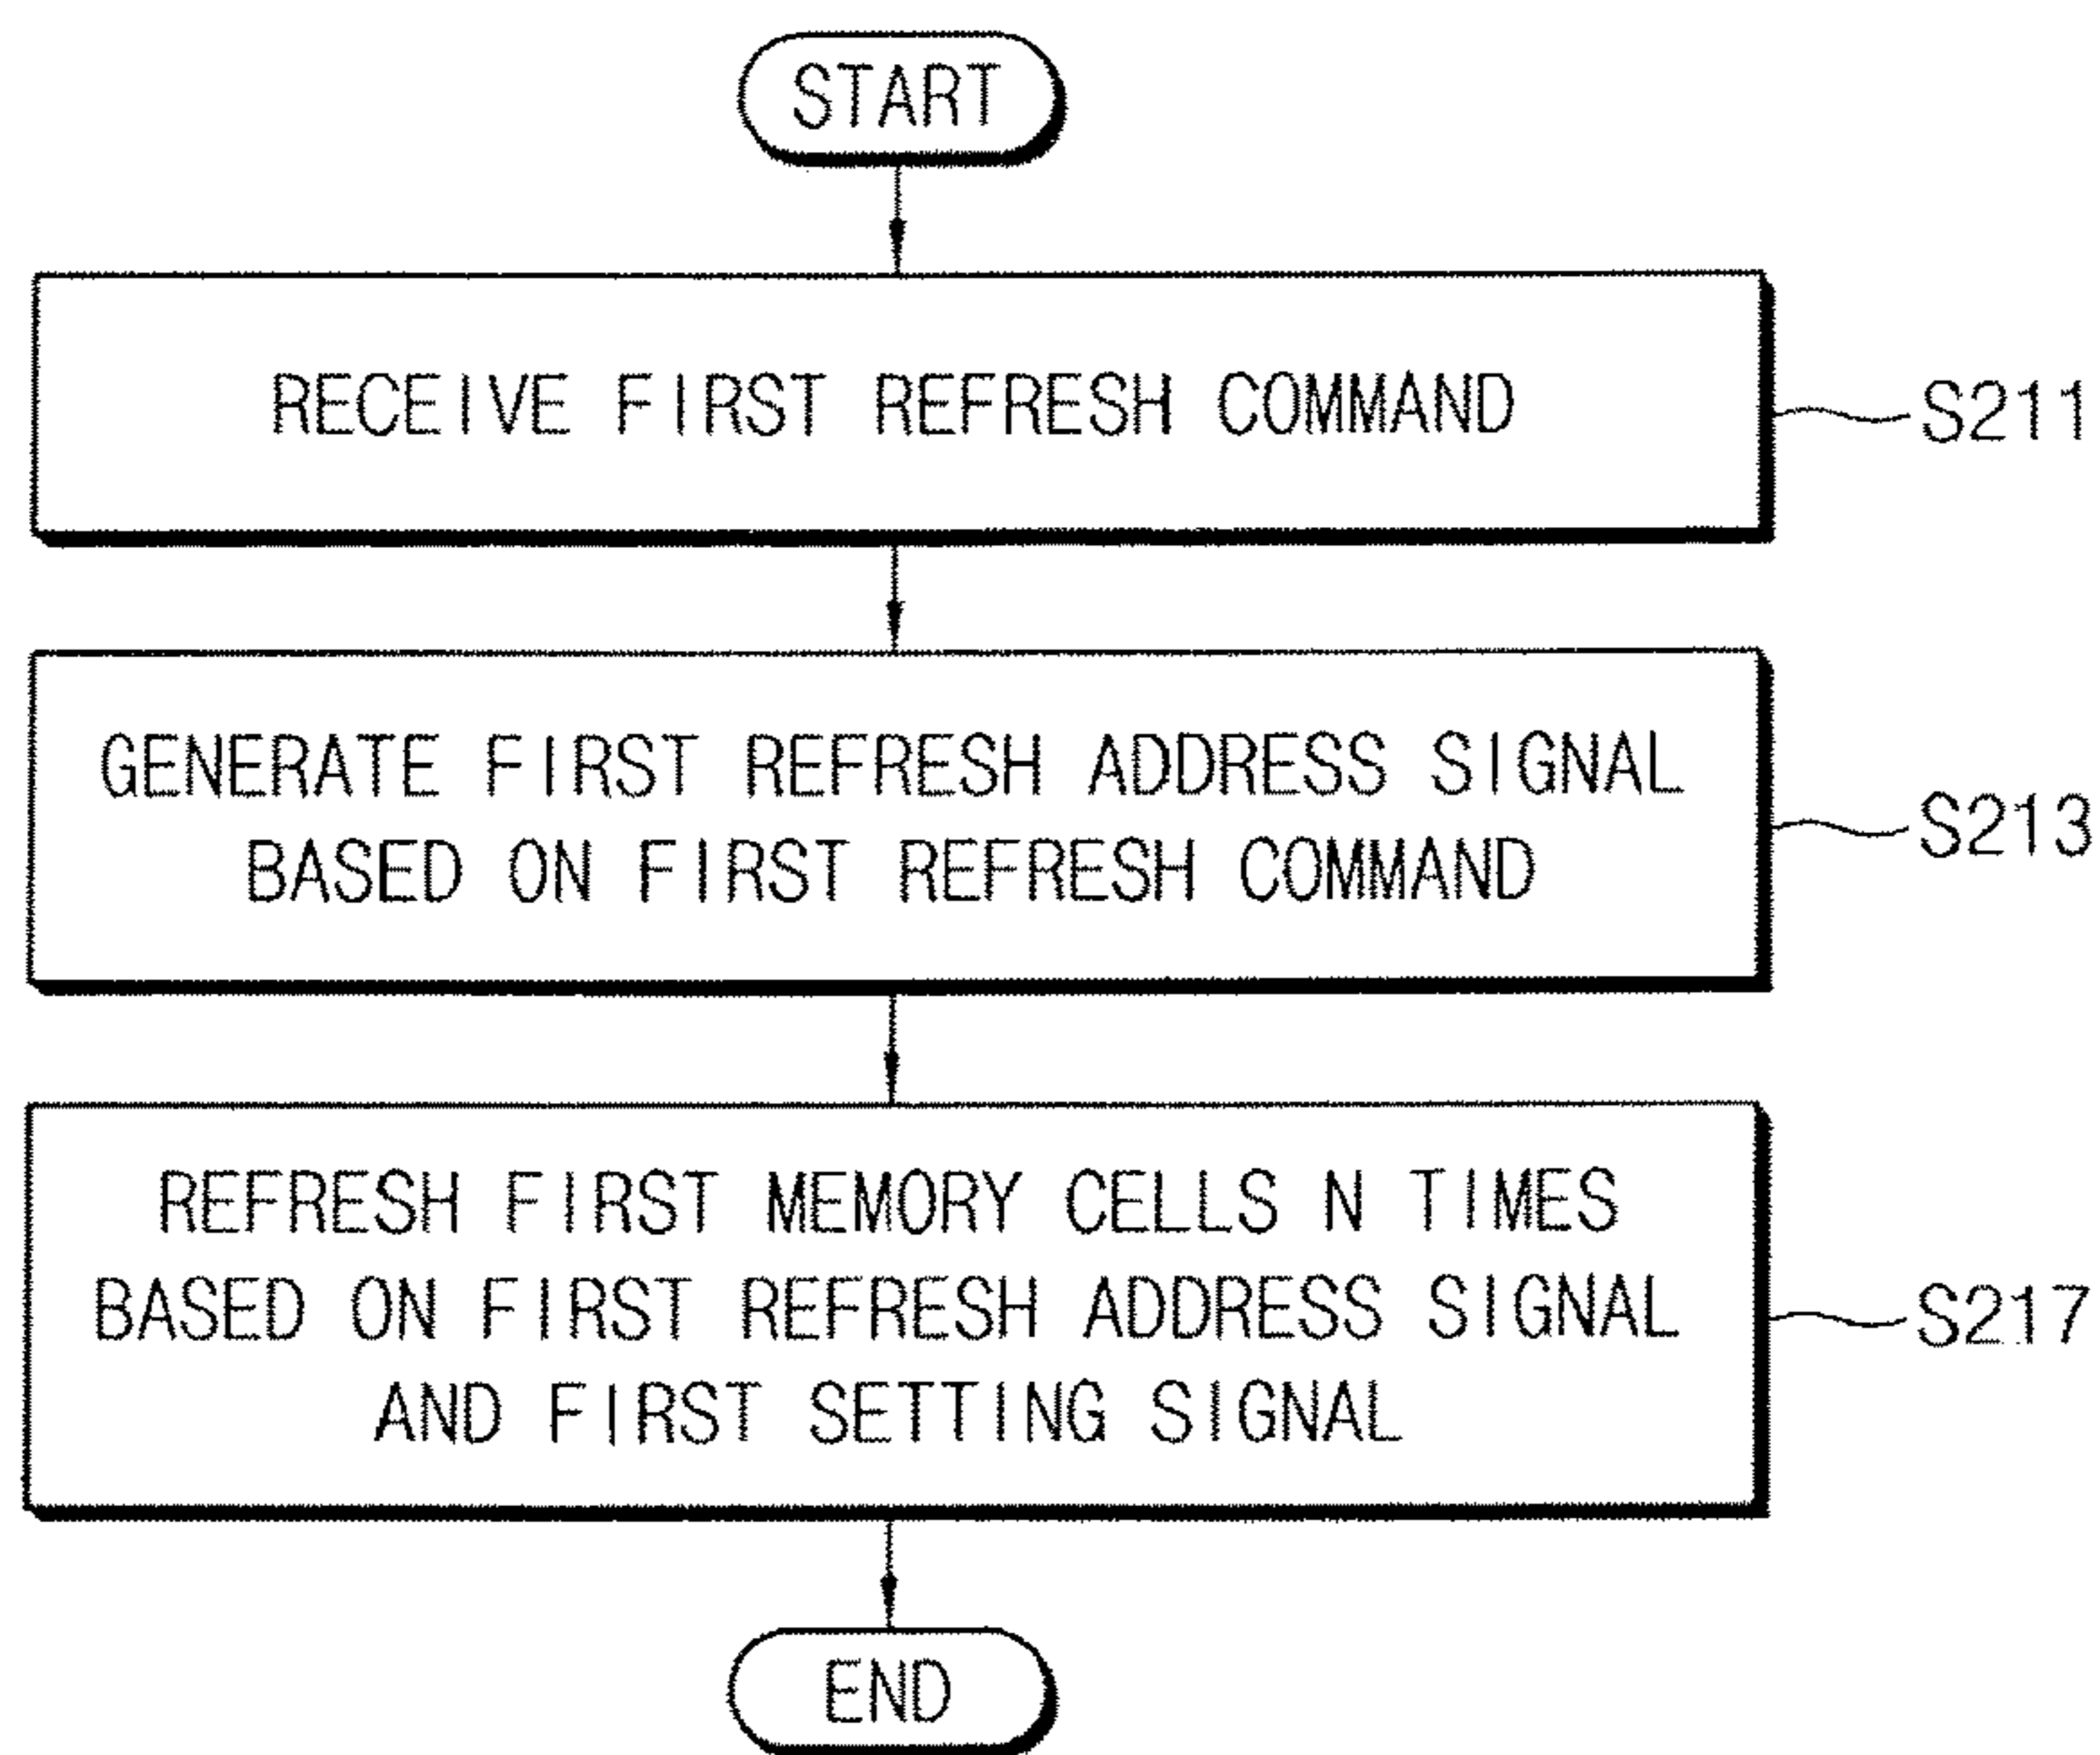 START
RECEIVE FIRST REFRESH COMMAND
S211
GENERATE FIRST REFRESH ADDRESS SIGNAL
BASED ON FIRST REFRESH COMMAND
S213
REFRESH FIRST MEMORY CELLS N TIMES
BASED ON FIRST REFRESH ADDRESS SIGNAL
AND FIRST SETTING SIGNAL
S217
END